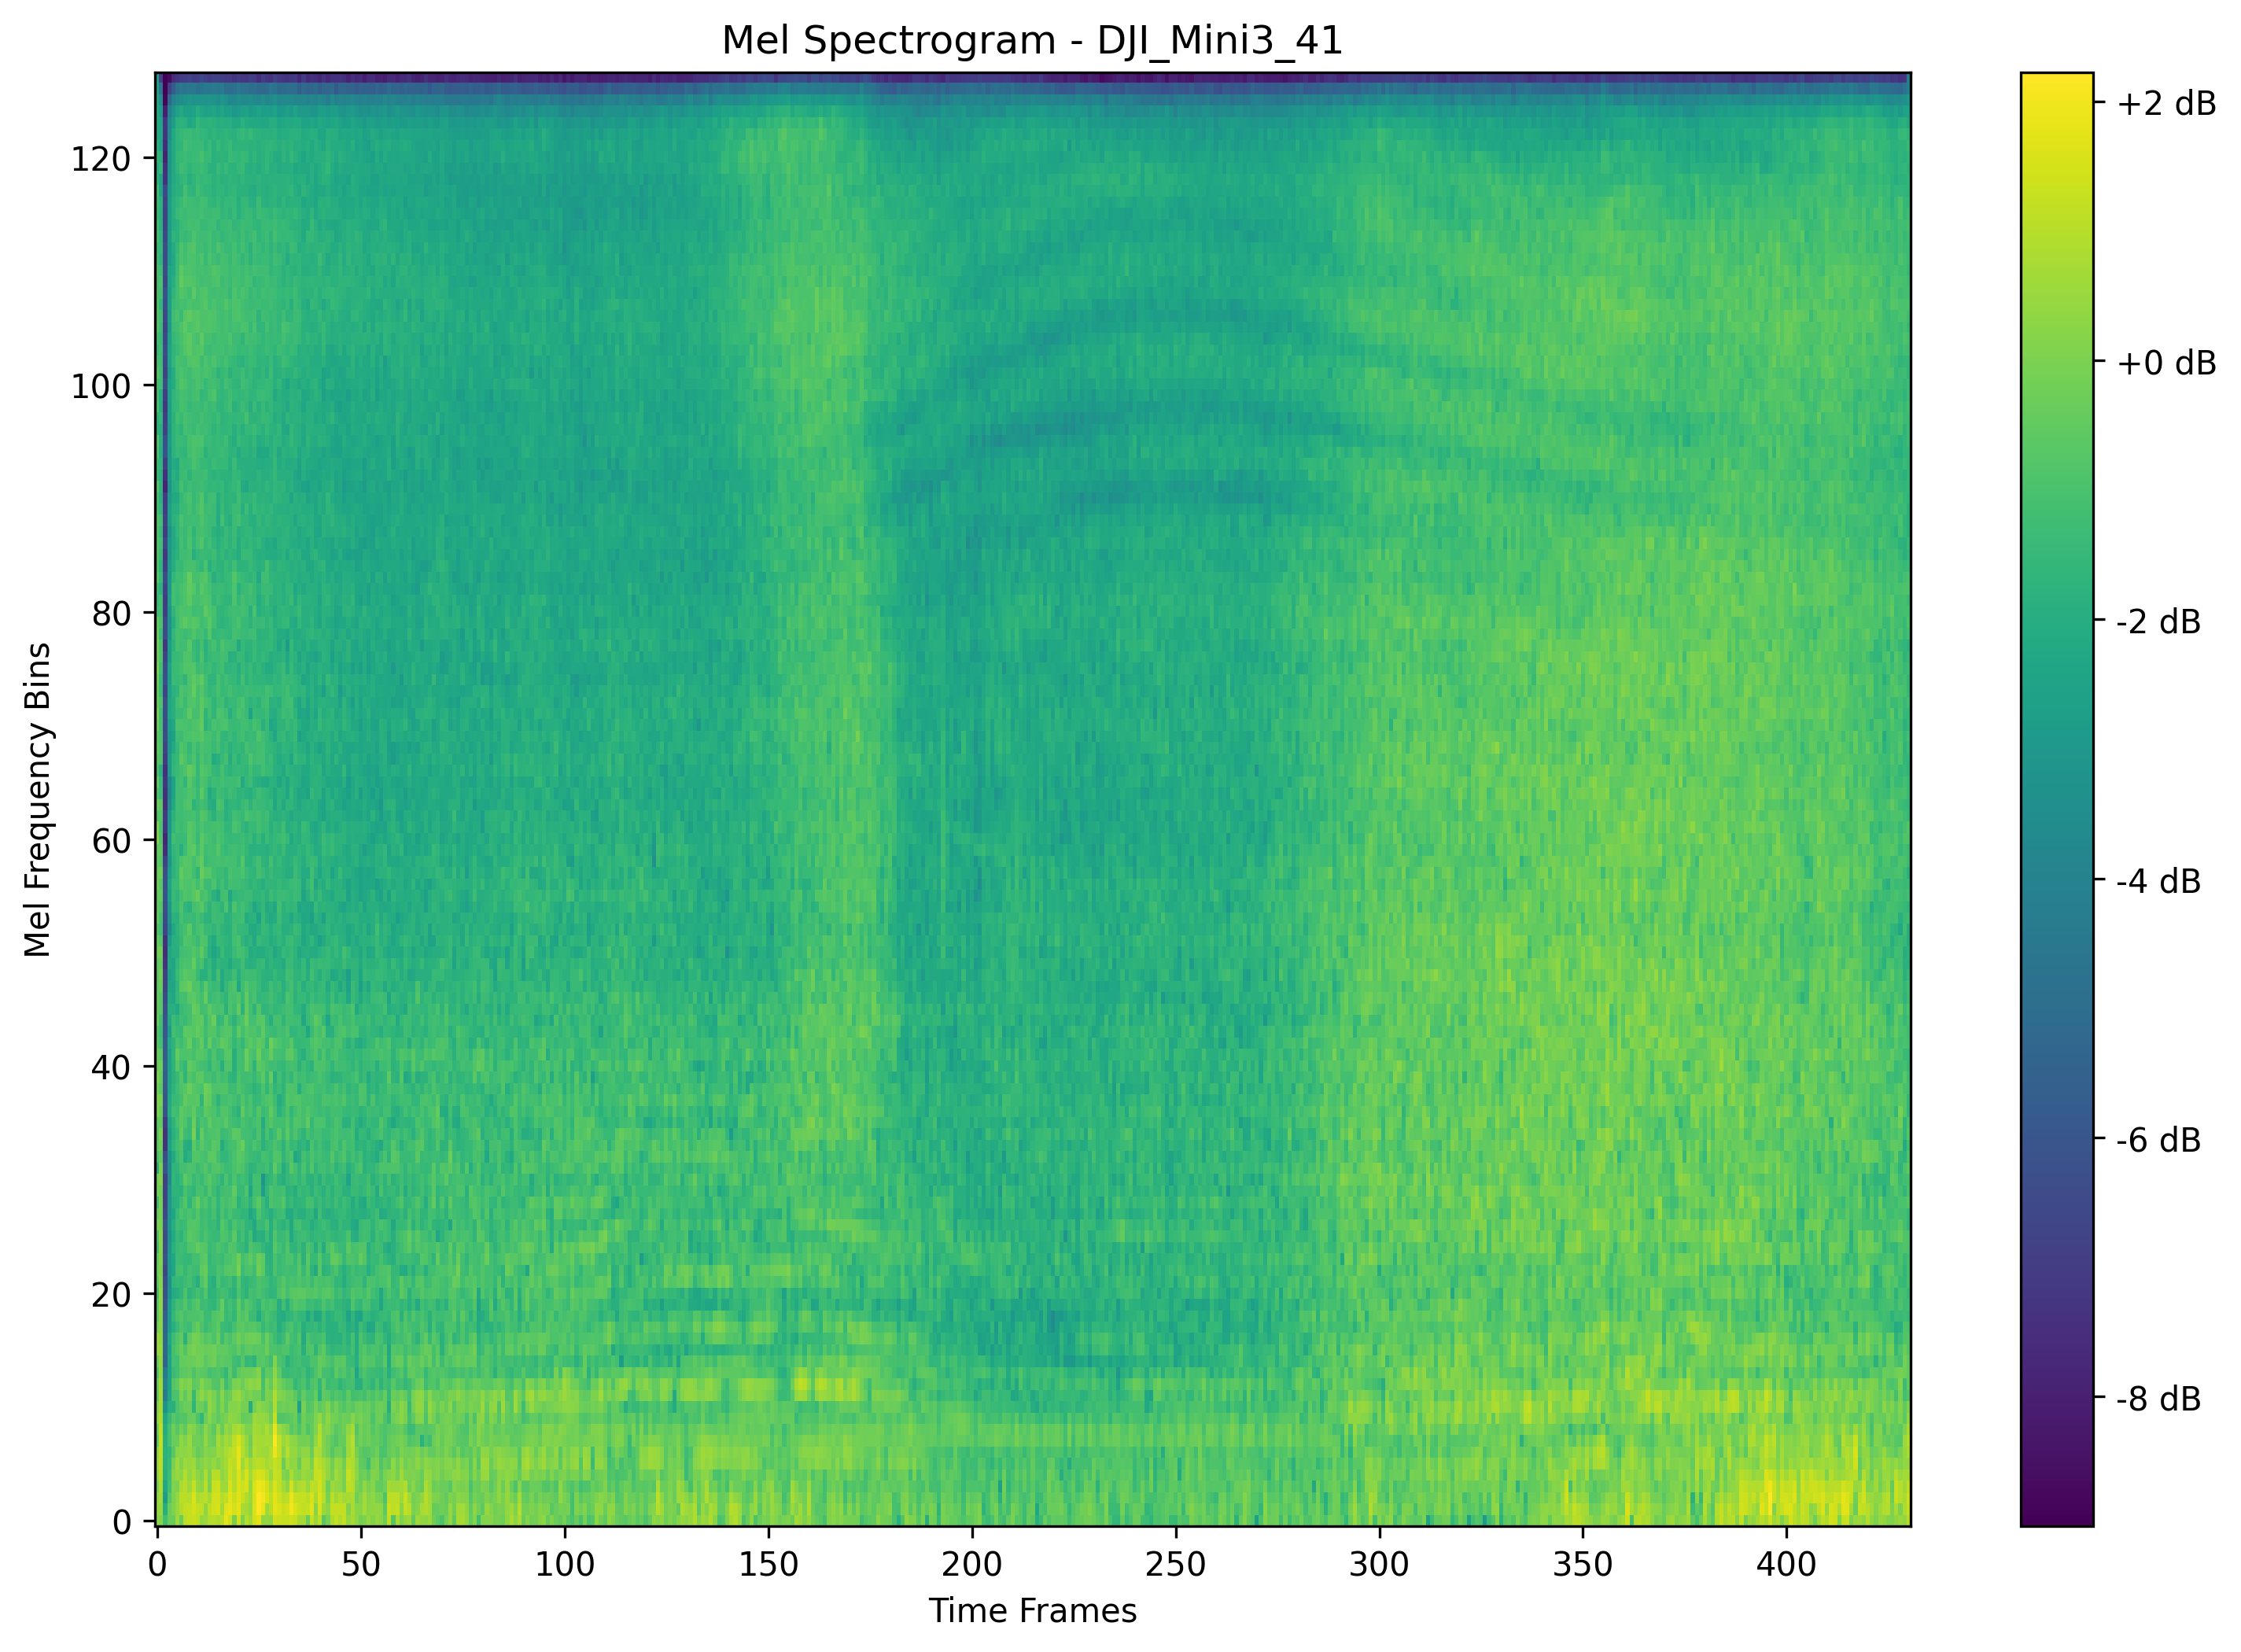 Mel Spectrogram - DJI_Mini3_41
Mel Frequency Bins
120
100
80
60
40
20
0
0 50 100 150 200 250 300 350 400
Time Frames
+2 dB
+0 dB
-2 dB
-4 dB
-6 dB
-8 dB